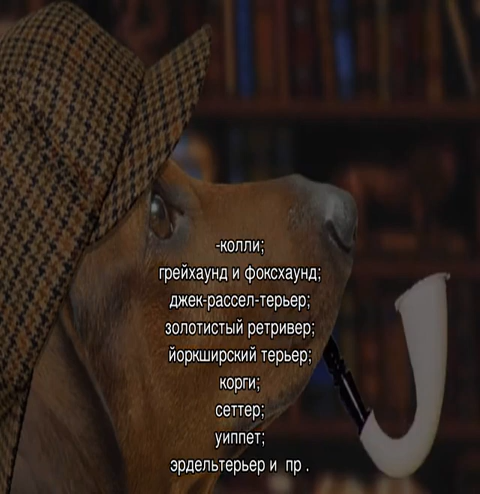 -колли;
грейхаунд и фоксхаунд;
джек-рассел-терьер;
золотистый ретривер;
йоркширский терьер;
корги;
сеттер;
уиппет;
эрдельтерьер и  пр .